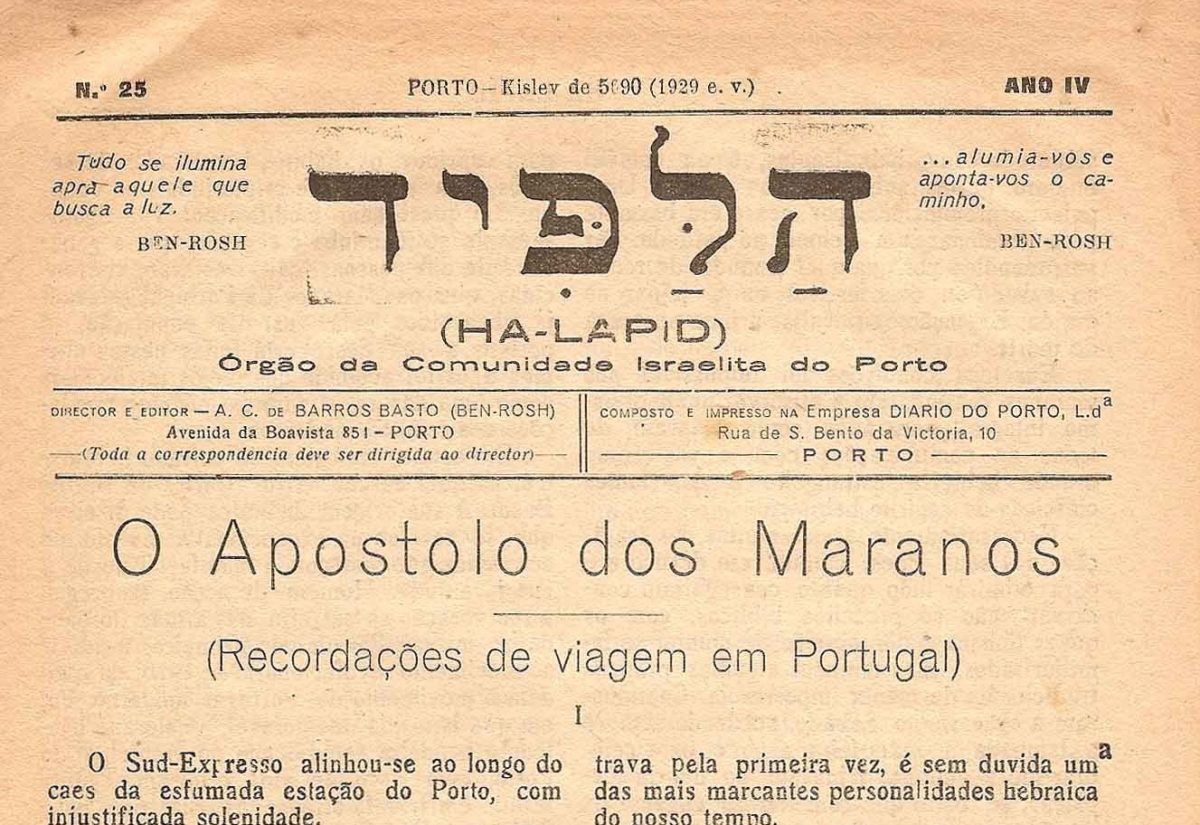 N.º 25
PORTO — Kislev de 5690 (1929 e. v.)
ANO IV
Tudo se ilumina
apra aquele que
busca a luz.
BEN-ROSH
הַלַּפִּיד
...alumia-vos e
aponta-vos o ca-
minho,
BEN-ROSH
(HA-LAPID)
Órgão da Comunidade Israelita do Porto
DIRECTOR E EDITOR — A. C. DE BARROS BASTO (BEN-ROSH)
Avenida da Boavista 851 - PORTO
(Toda a correspondencia deve ser dirigida ao director)
COMPOSTO E IMPRESSO NA Empresa DIARIO DO PORTO, L.dª
Rua de S. Bento da Victoria, 10
PORTO
O Apostolo dos Maranos
(Recordações de viagem em Portugal)
I
O Sud-Expresso alinhou-se ao longo do
caes da esfumada estação do Porto, com
injustificada solenidade.
trava pela primeira vez, é sem duvida umª
das mais marcantes personalidades hebraica
do nosso tempo.